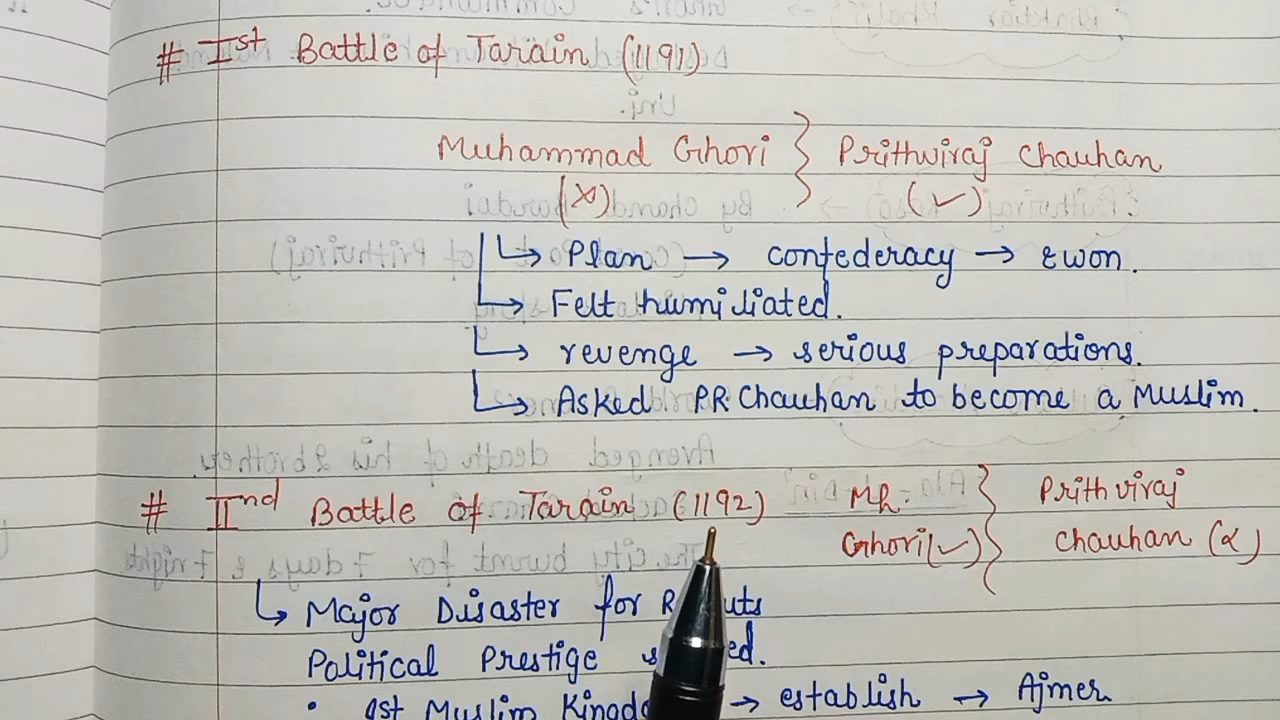 # Ist Battle of Tarain (1191)
Muhammad Ghori } Prithwiraj Chauhan
(×) (✓)
↳ Plan → confederacy → & won.
→ Felt humiliated.
→ revenge → serious preparations.
→ Asked PR Chauhan to become a Muslim.
# IInd Battle of Tarain (1192) Mh. Ghori (✓) } Prithviraj Chauhan (×)
↳ Major Disaster for
Political Prestige
• 1st Muslim → establish → Ajmer